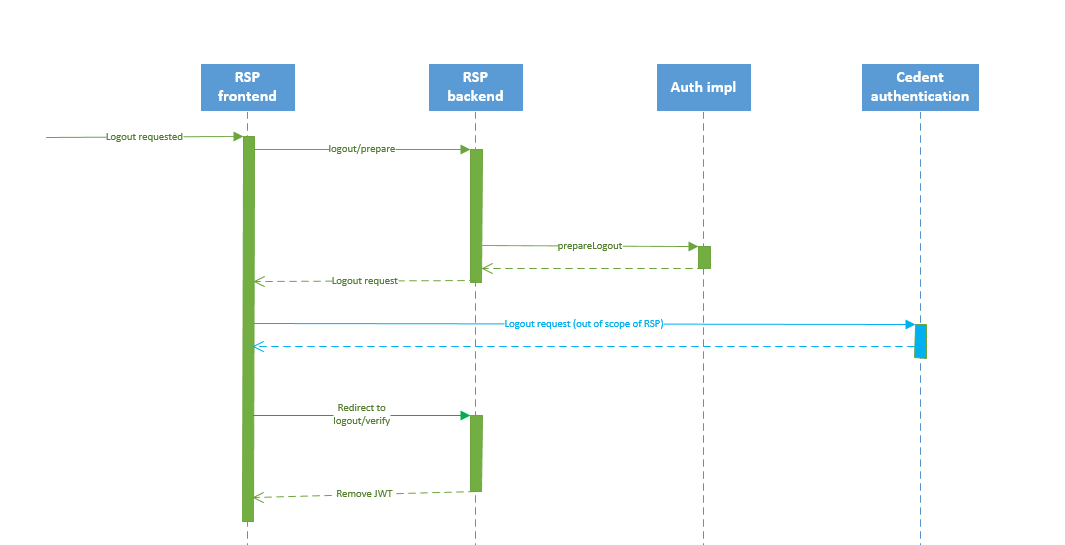 RSP
frontend
RSP
backend
Auth impl
Cedent
authentication
Logout requested
logout/prepare
prepareLogout
Logout request
Logout request (out of scope of RSP)
Redirect to
logout/verify
Remove JWT